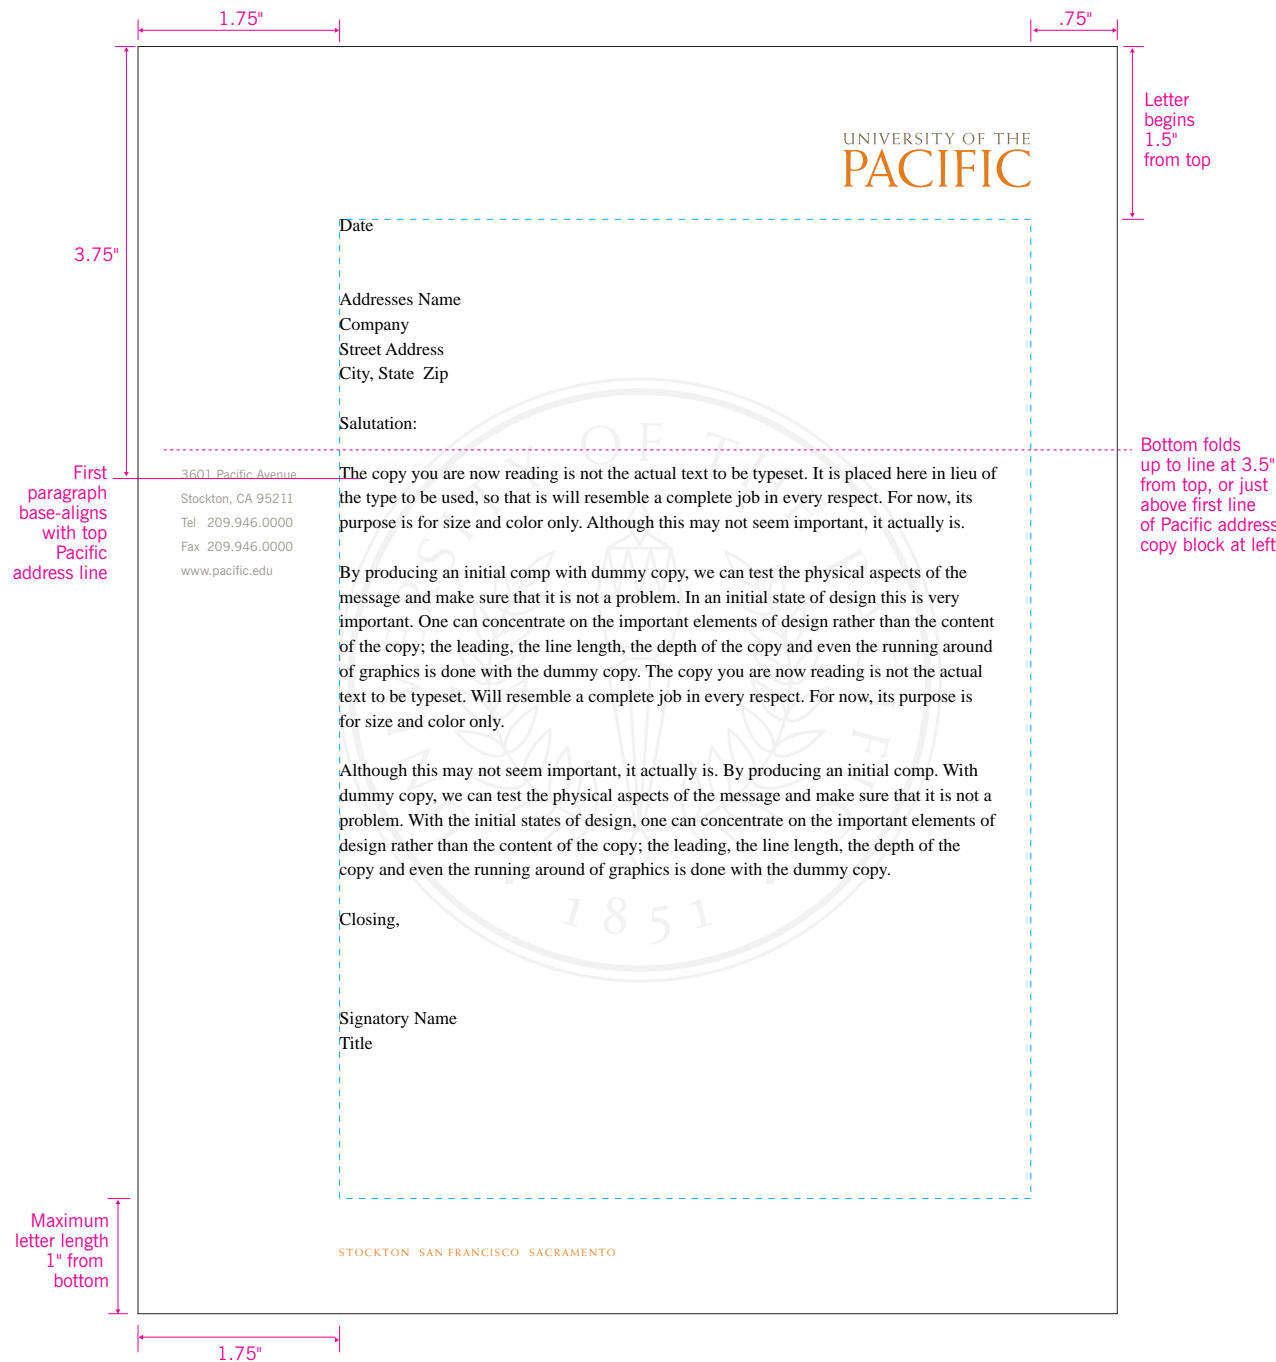 1.75"
.75"
Letter
begins
1.5"
from top
UNIVERSITY OF THE
PACIFIC
3.75"
Date
Addresses Name
Company
Street Address
City, State  Zip
Salutation:
Bottom folds
up to line at 3.5"
from top, or just
above first line
of Pacific address
copy block at left
First
paragraph
base-aligns
with top
Pacific
address line
3601 Pacific Avenue
Stockton, CA 95211
Tel   209.946.0000
Fax  209.946.0000
www.pacific.edu
The copy you are now reading is not the actual text to be typeset. It is placed here in lieu of
the type to be used, so that is will resemble a complete job in every respect. For now, its
purpose is for size and color only. Although this may not seem important, it actually is.
By producing an initial comp with dummy copy, we can test the physical aspects of the
message and make sure that it is not a problem. In an initial state of design this is very
important. One can concentrate on the important elements of design rather than the content
of the copy; the leading, the line length, the depth of the copy and even the running around
of graphics is done with the dummy copy. The copy you are now reading is not the actual
text to be typeset. Will resemble a complete job in every respect. For now, its purpose is
for size and color only.
Although this may not seem important, it actually is. By producing an initial comp. With
dummy copy, we can test the physical aspects of the message and make sure that it is not a
problem. With the initial states of design, one can concentrate on the important elements of
design rather than the content of the copy; the leading, the line length, the depth of the
copy and even the running around of graphics is done with the dummy copy.
Closing,
Signatory Name
Title
UNIVERSITY OF THE PACIFIC
1851
Maximum
letter length
1" from
bottom
STOCKTON  SAN FRANCISCO  SACRAMENTO
1.75"